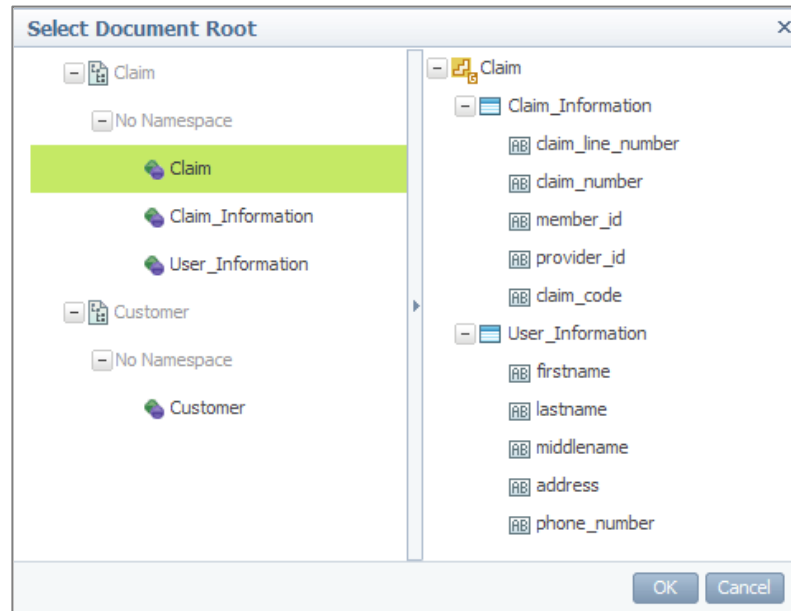 Select Document Root
Claim
No Namespace
Claim
Claim_Information
User_Information
Customer
No Namespace
Customer
Claim
Claim_Information
claim_line_number
claim_number
member_id
provider_id
claim_code
User_Information
firstname
lastname
middlename
address
phone_number
OK
Cancel